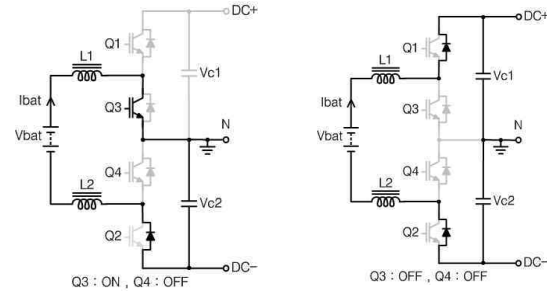 DC+
Q1
L1
Vc1
Ibat
Q3
N
Vbat
Q4
L2
Vc2
Q2
DC−
Q3 : ON , Q4 : OFF
DC+
Q1
L1
Vc1
Ibat
Q3
N
Vbat
Q4
L2
Vc2
Q2
DC−
Q3 : OFF , Q4 : OFF